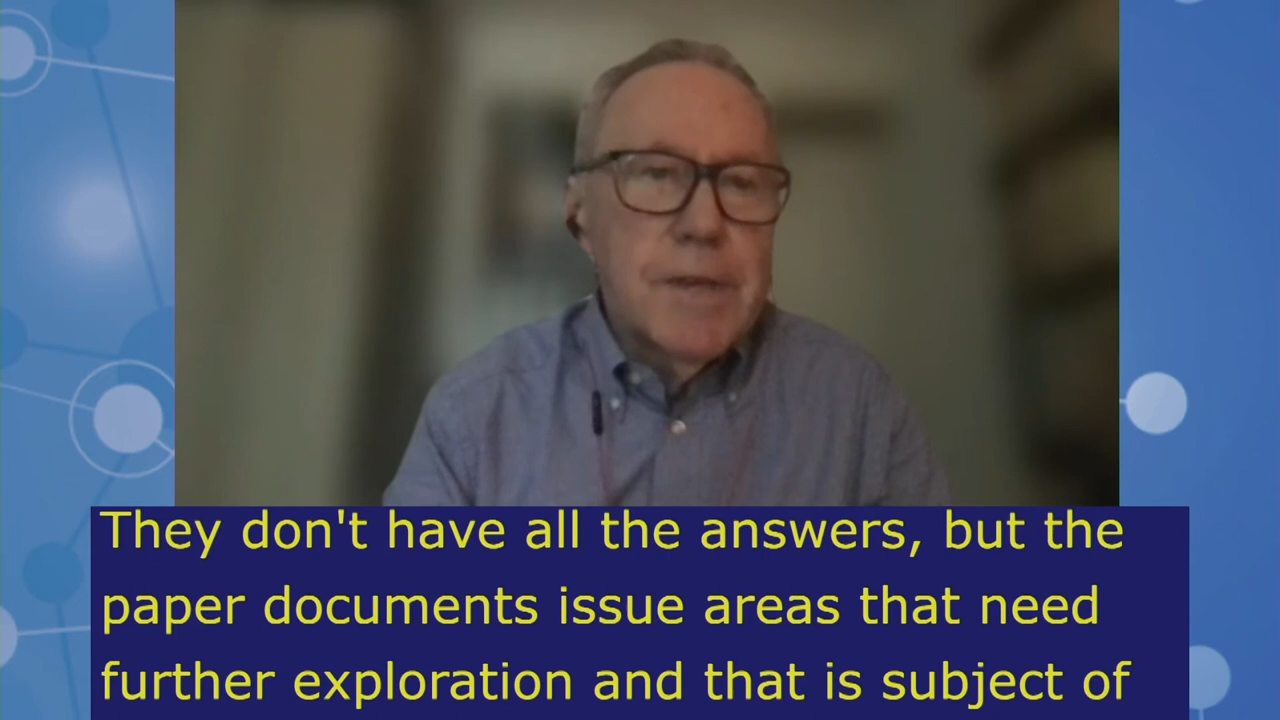 They don't have all the answers, but the
paper documents issue areas that need
further exploration and that is subject of